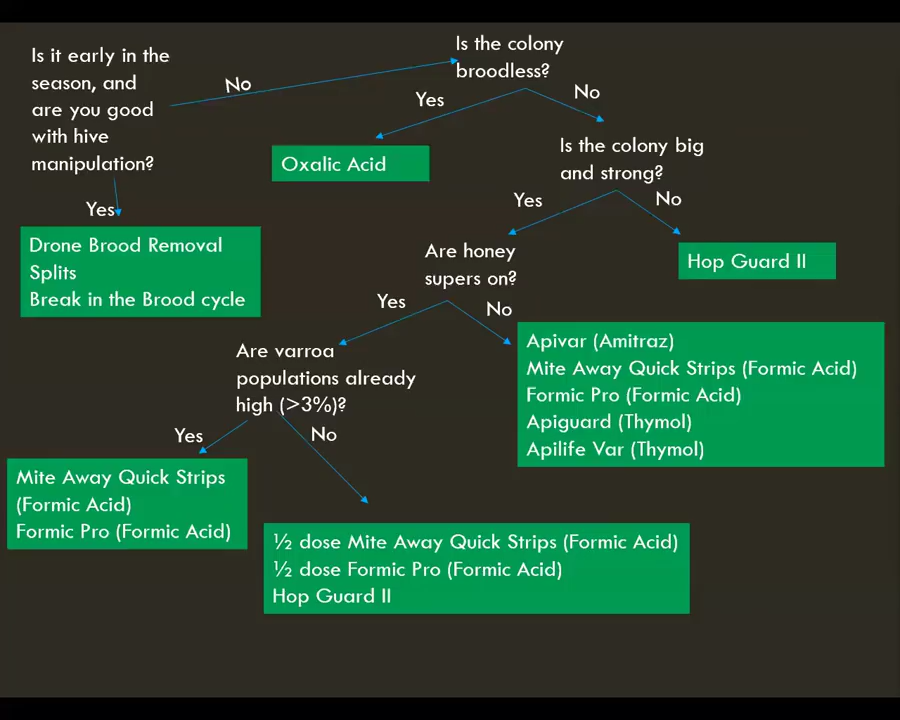 Is it early in the
season, and
are you good
with hive
manipulation?
No
Yes
Drone Brood Removal
Splits
Break in the Brood cycle
Is the colony
broodless?
Yes
No
Oxalic Acid
Is the colony big
and strong?
Yes
No
Hop Guard II
Are honey
supers on?
Yes
No
Apivar (Amitraz)
Mite Away Quick Strips (Formic Acid)
Formic Pro (Formic Acid)
Apiguard (Thymol)
Apilife Var (Thymol)
Are varroa
populations already
high (>3%)?
Yes
No
Mite Away Quick Strips
(Formic Acid)
Formic Pro (Formic Acid)
½ dose Mite Away Quick Strips (Formic Acid)
½ dose Formic Pro (Formic Acid)
Hop Guard II